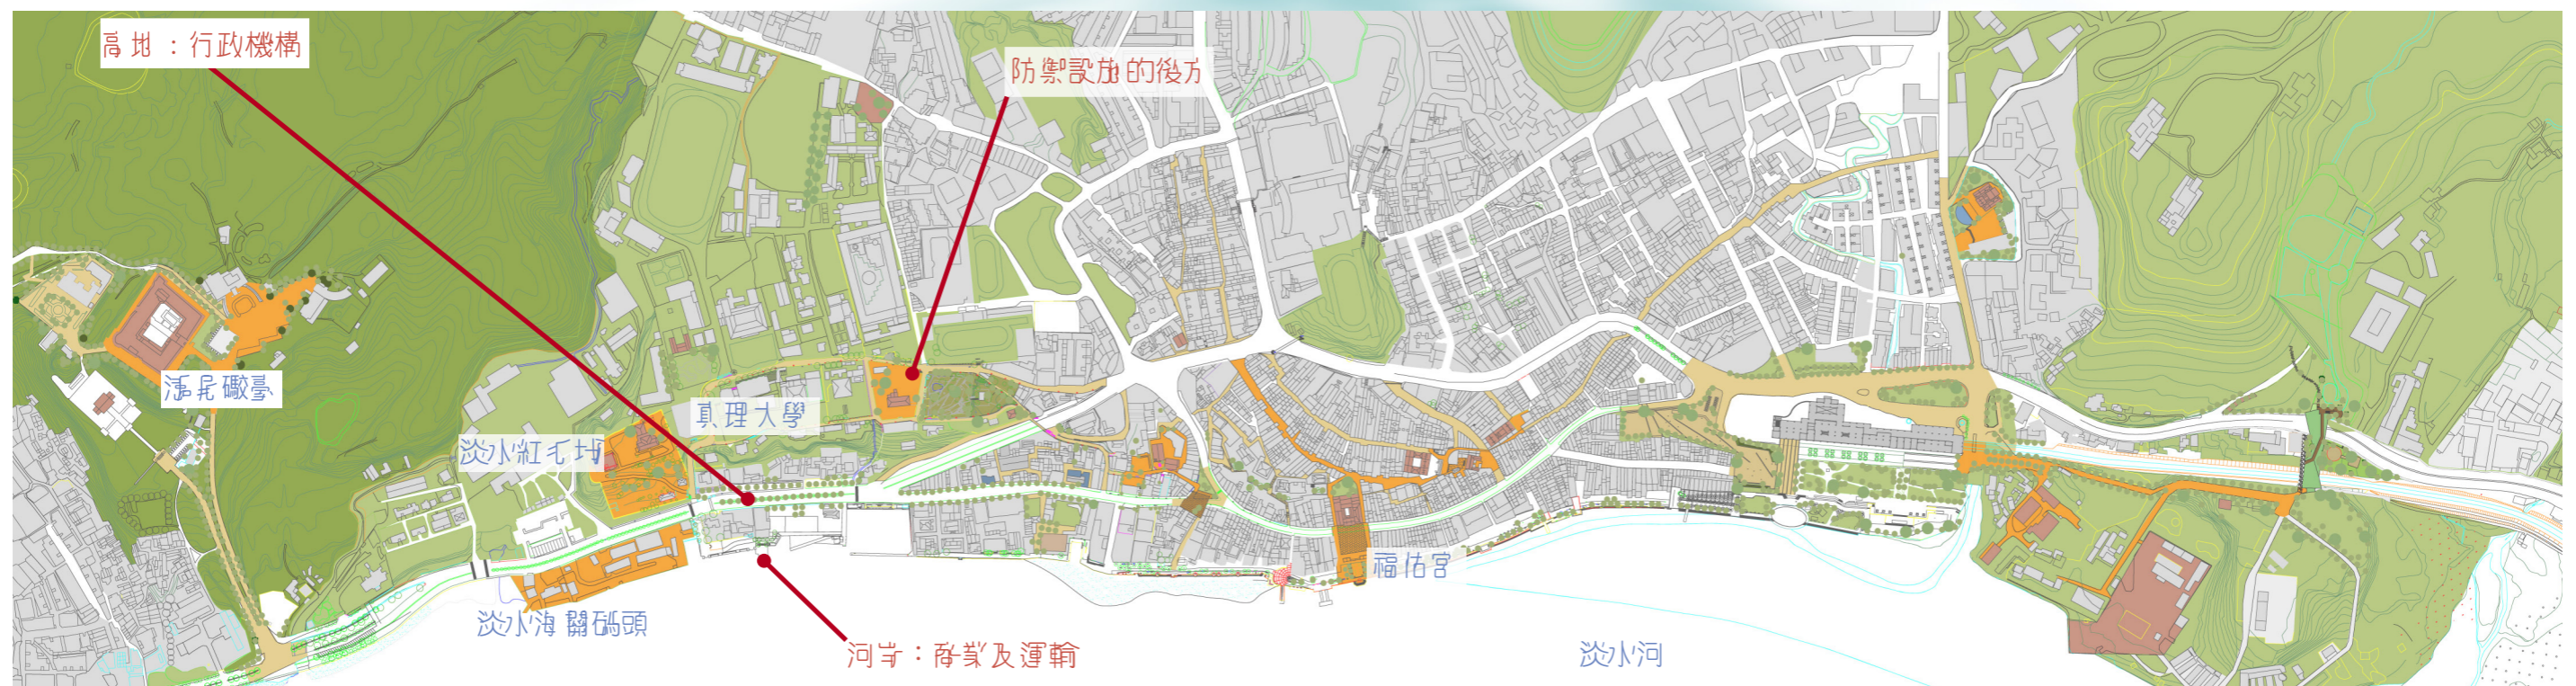 高地：行政機構
防禦設施的後方
滬尾礮臺
真理大學
淡水紅毛城
福佑宮
淡水海關碼頭
河岸：商業及運輸
淡水河